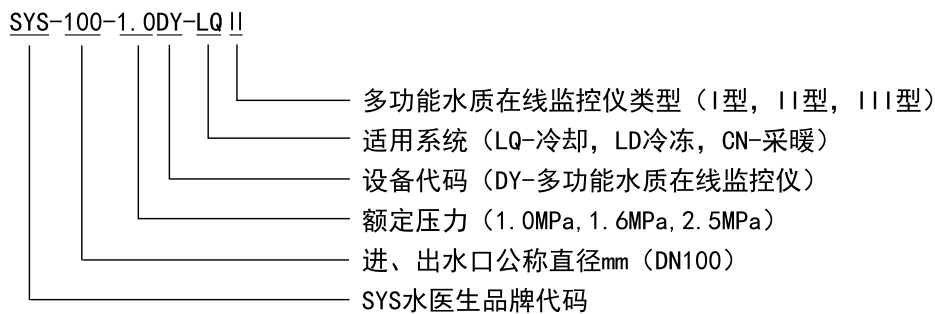 SYS-100-1.0DY-LQⅡ
多功能水质在线监控仪类型（I型，II型，III型）
适用系统（LQ-冷却，LD冷冻，CN-采暖）
设备代码（DY-多功能水质在线监控仪）
额定压力（1.0MPa,1.6MPa,2.5MPa）
进、出水口公称直径mm（DN100）
SYS水医生品牌代码